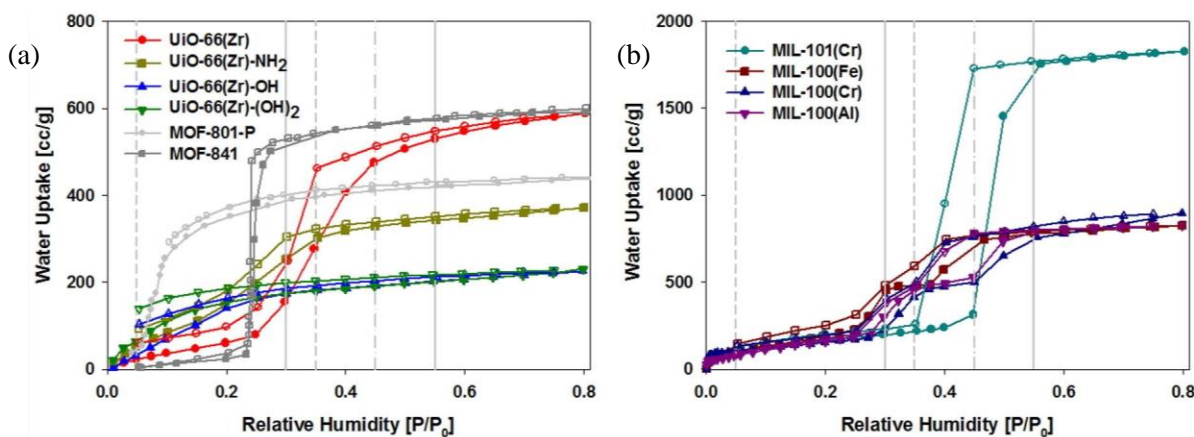 (a)
800
600
400
200
0
Water Uptake [cc/g]
UiO-66(Zr)
UiO-66(Zr)-NH₂
UiO-66(Zr)-OH
UiO-66(Zr)-(OH)₂
MOF-801-P
MOF-841
0.0 0.2 0.4 0.6 0.8
Relative Humidity [P/P₀]
(b)
2000
1500
1000
500
0
Water Uptake [cc/g]
MIL-101(Cr)
MIL-100(Fe)
MIL-100(Cr)
MIL-100(Al)
0.0 0.2 0.4 0.6 0.8
Relative Humidity [P/P₀]